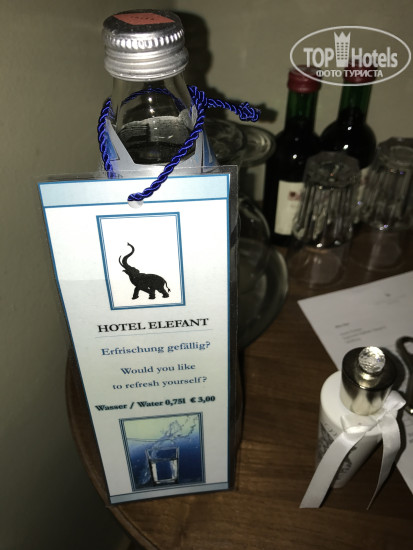 TOP Hotels
ФОТО ТУРИСТА
HOTEL ELEFANT
Erfrischung gefällig?
Would you like
to refresh yourself?
Wasser / Water 0,75l € 3,00